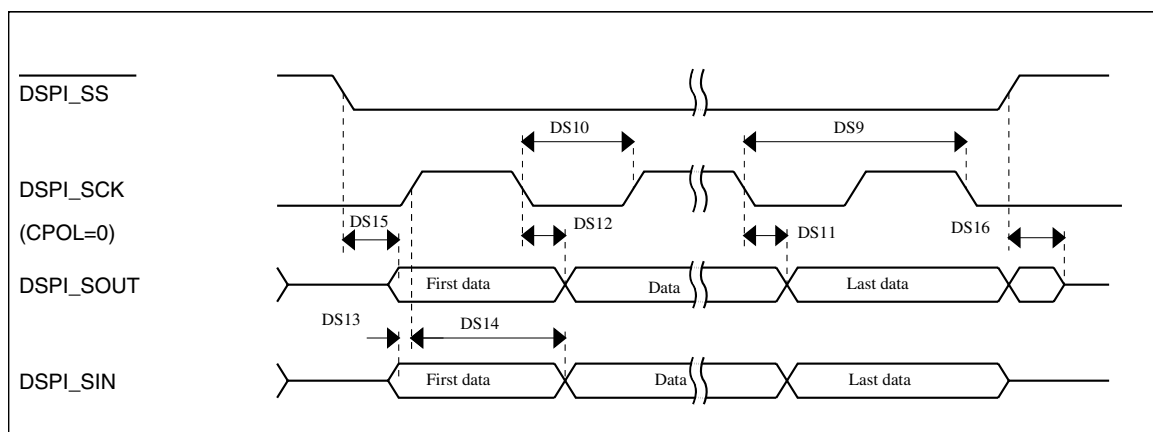 DSPI_SS
DS10
DS9
DSPI_SCK
(CPOL=0)
DS15
DS12
DS11
DS16
DSPI_SOUT
First data
Data
Last data
DS13
DS14
DSPI_SIN
First data
Data
Last data